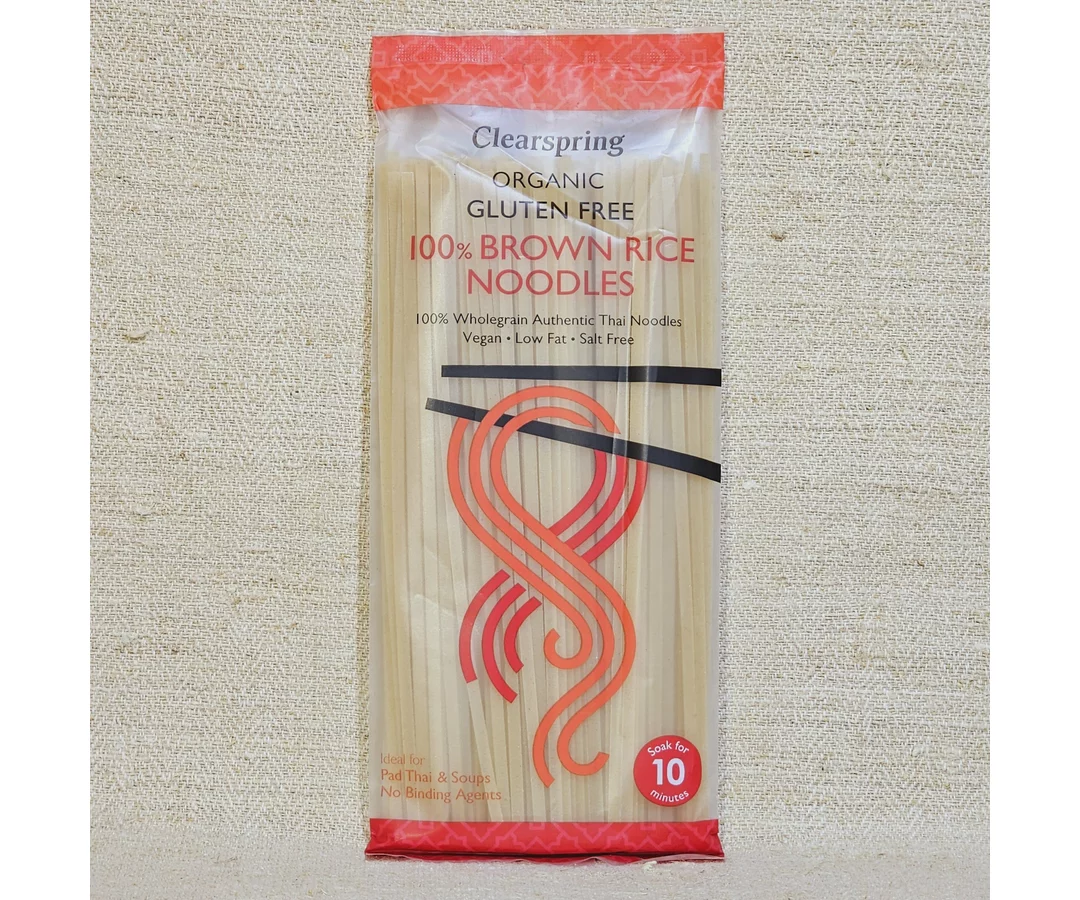 Clearspring
ORGANIC
GLUTEN FREE
100% BROWN RICE
NOODLES
100% Wholegrain Authentic Thai Noodles
Vegan • Low Fat • Salt Free
Ideal for
Pad Thai & Soups
No Binding Agents
Soak for
10
minutes